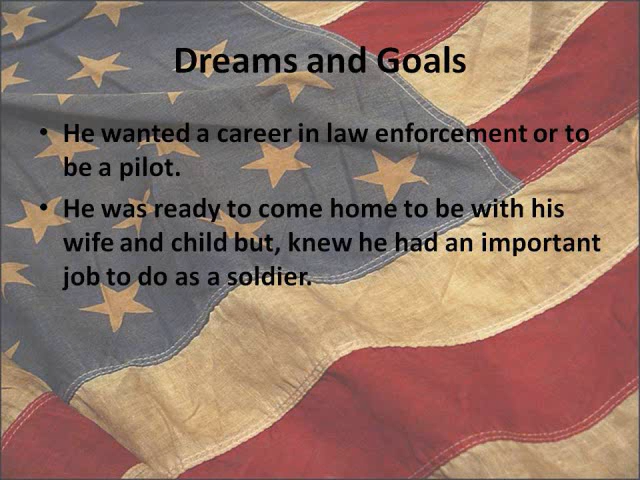 Dreams and Goals
• He wanted a career in law enforcement or to
be a pilot.
• He was ready to come home to be with his
wife and child but, knew he had an important
job to do as a soldier.